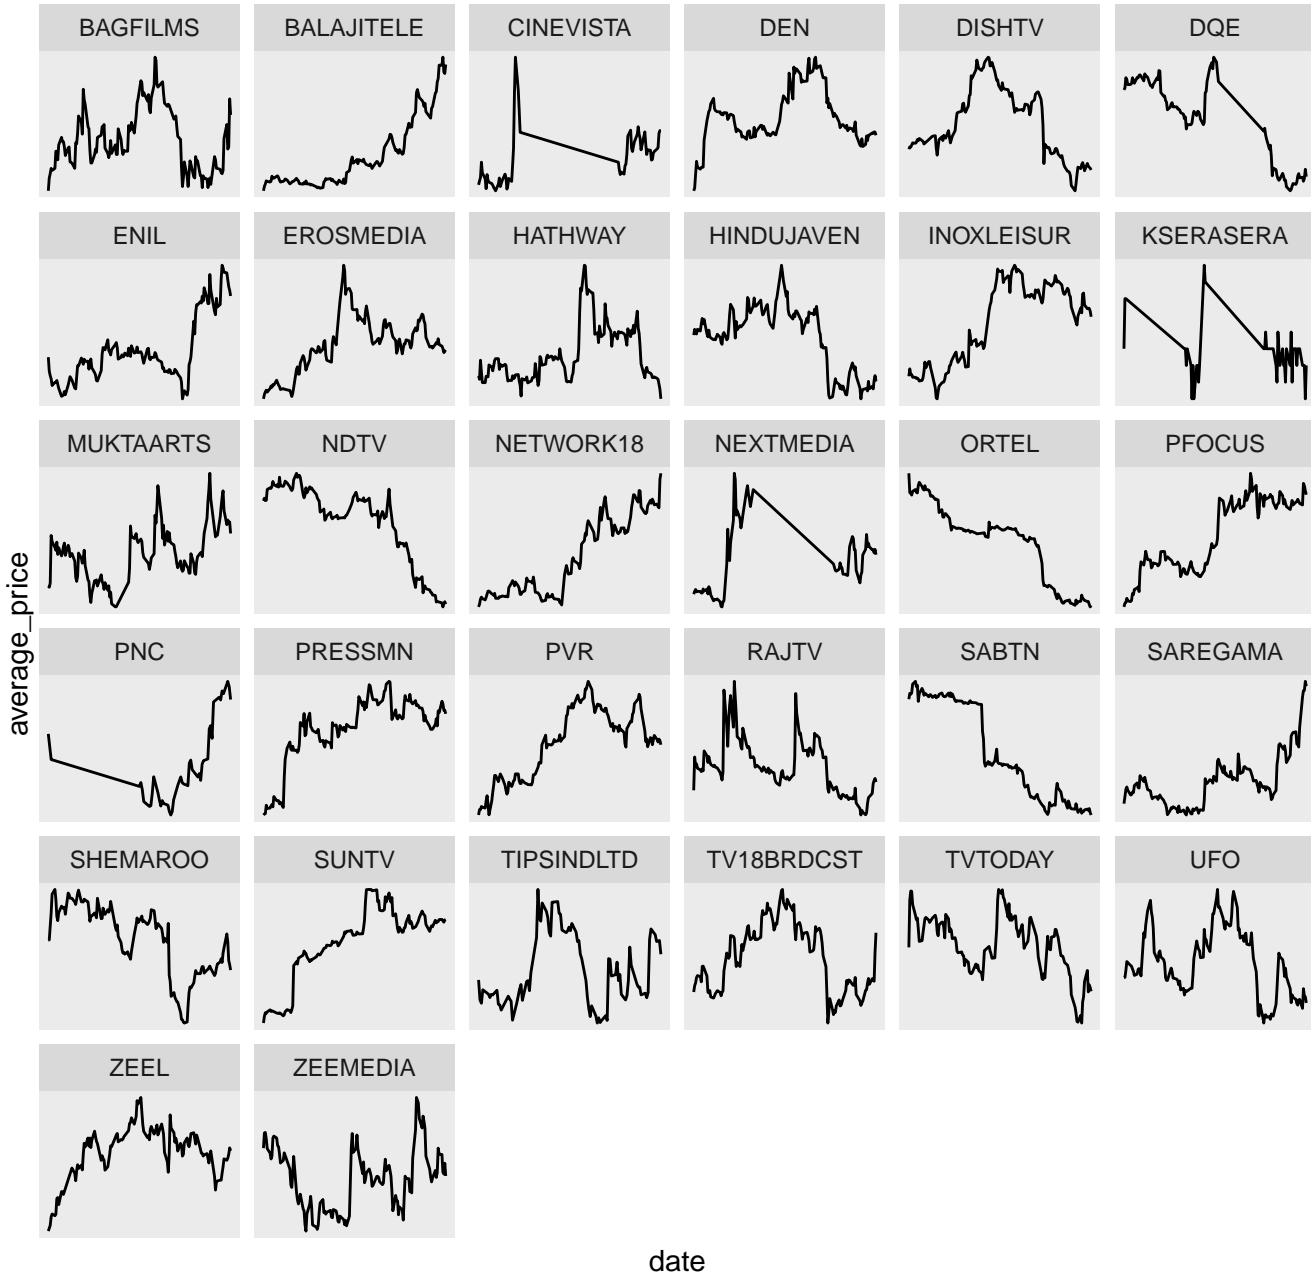 BAGFILMS BALAJITELE CINEVISTA DEN DISHTV DQE
ENIL EROSMEDIA HATHWAY HINDUJAVEN INOXLEISUR KSERASERA
MUKTAARTS NDTV NETWORK18 NEXTMEDIA ORTEL PFOCUS
PNC PRESSMN PVR RAJTV SABTN SAREGAMA
SHEMAROO SUNTV TIPSINDLTD TV18BRDCST TVTODAY UFO
ZEEL ZEEMEDIA
average_price
date